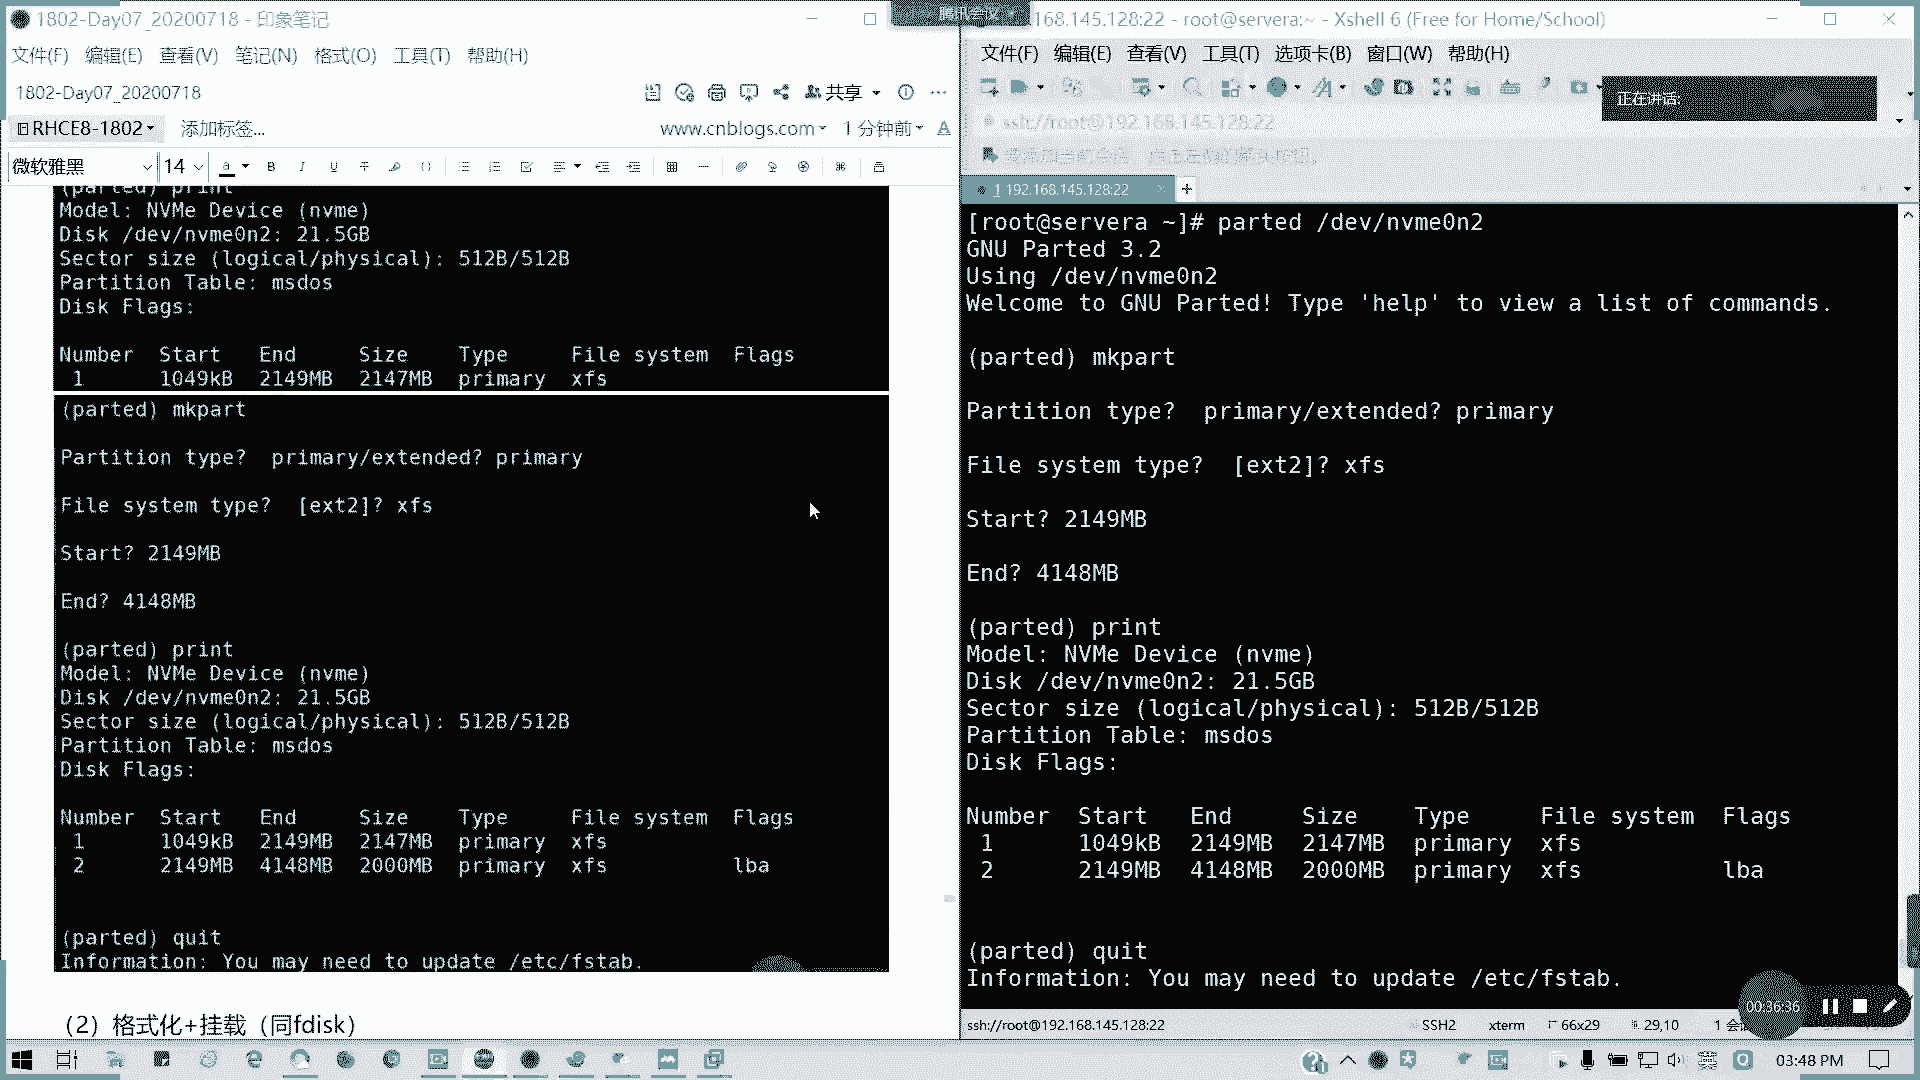 1802-Day07_20200718 - 印象笔记
文件(F) 编辑(E) 查看(V) 笔记(N) 格式(O) 工具(T) 帮助(H)
1802-Day07_20200718
共享
RHCE8-1802
添加标签...
www.cnblogs.com
1 分钟前
微软雅黑
14
(parted) print
Model: NVMe Device (nvme)
Disk /dev/nvme0n2: 21.5GB
Sector size (logical/physical): 512B/512B
Partition Table: msdos
Disk Flags:
Number Start End Size Type File system Flags
1 1049kB 2149MB 2147MB primary xfs
(parted) mkpart
Partition type? primary/extended? primary
File system type? [ext2]? xfs
Start? 2149MB
End? 4148MB
(parted) print
Model: NVMe Device (nvme)
Disk /dev/nvme0n2: 21.5GB
Sector size (logical/physical): 512B/512B
Partition Table: msdos
Disk Flags:
Number Start End Size Type File system Flags
1 1049kB 2149MB 2147MB primary xfs
2 2149MB 4148MB 2000MB primary xfs lba
(parted) quit
Information: You may need to update /etc/fstab.
（2）格式化+挂载（同fdisk）
腾讯会议
168.145.128:22 - root@servera:~ - Xshell 6 (Free for Home/School)
文件(F) 编辑(E) 查看(V) 工具(T) 选项卡(B) 窗口(W) 帮助(H)
正在讲话:
ssh://root@192.168.145.128:22
1 192.168.145.128:22
[root@servera ~]# parted /dev/nvme0n2
GNU Parted 3.2
Using /dev/nvme0n2
Welcome to GNU Parted! Type 'help' to view a list of commands.
(parted) mkpart
Partition type? primary/extended? primary
File system type? [ext2]? xfs
Start? 2149MB
End? 4148MB
(parted) print
Model: NVMe Device (nvme)
Disk /dev/nvme0n2: 21.5GB
Sector size (logical/physical): 512B/512B
Partition Table: msdos
Disk Flags:
Number Start End Size Type File system Flags
1 1049kB 2149MB 2147MB primary xfs
2 2149MB 4148MB 2000MB primary xfs lba
(parted) quit
Information: You may need to update /etc/fstab.
00:36:36
ssh://root@192.168.145.128:22
SSH2
xterm
66x29
29,10
1 会
英
03:48 PM